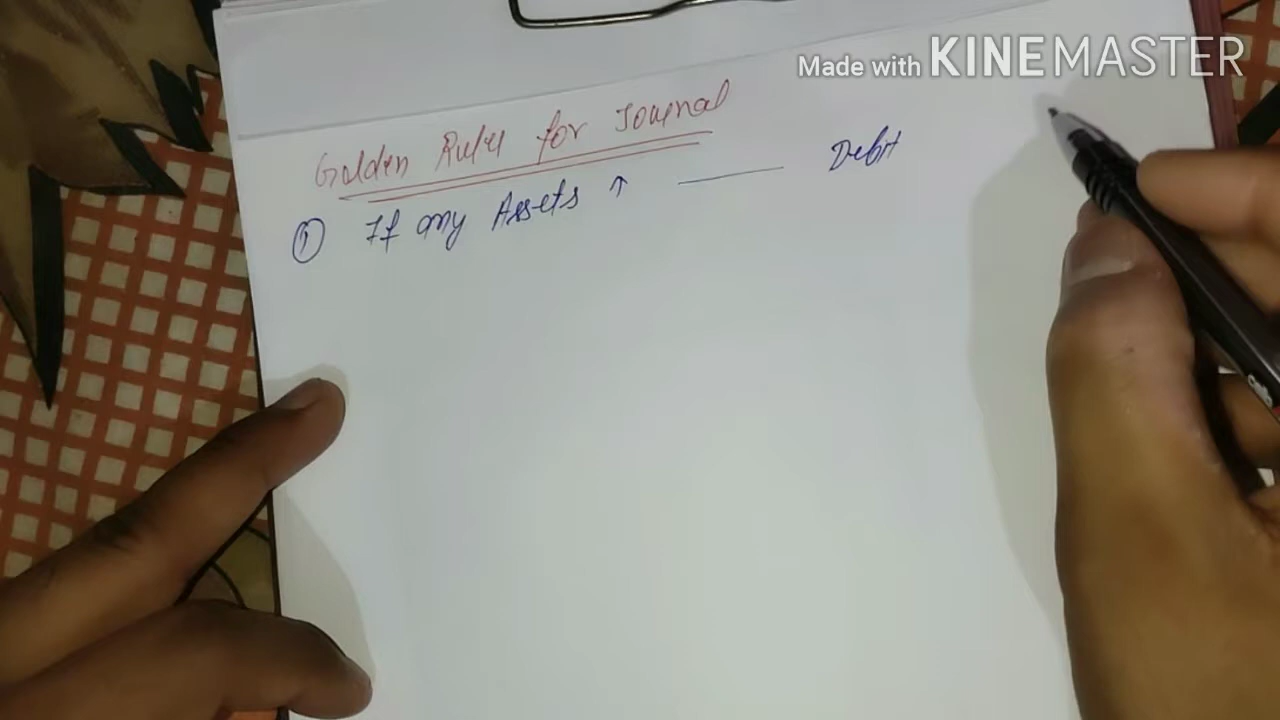 Made with KINEMASTER
Golden Rules for Journal
① If any Assets ↑ —— Debit